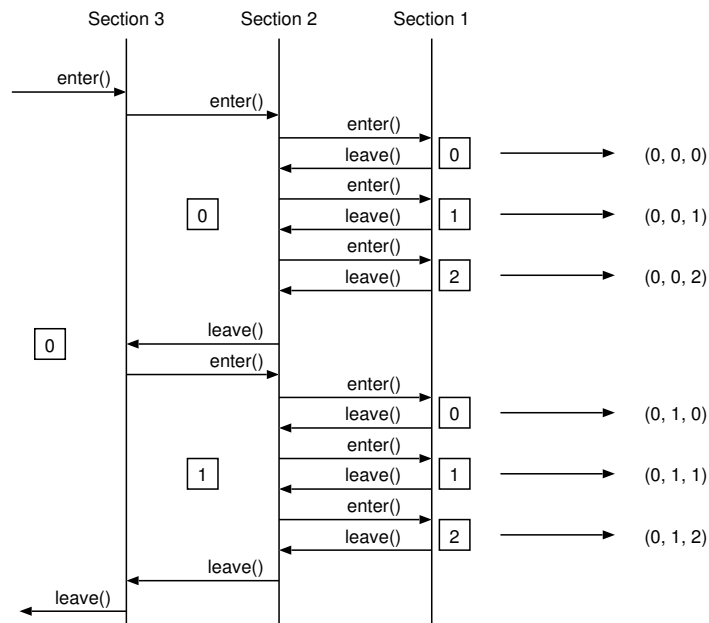 Section 3 Section 2 Section 1
enter()
enter()
enter()
leave() 0 (0, 0, 0)
enter()
0 leave() 1 (0, 0, 1)
enter()
leave() 2 (0, 0, 2)
leave()
0
enter()
enter()
leave() 0 (0, 1, 0)
enter()
1 leave() 1 (0, 1, 1)
enter()
leave() 2 (0, 1, 2)
leave()
leave()